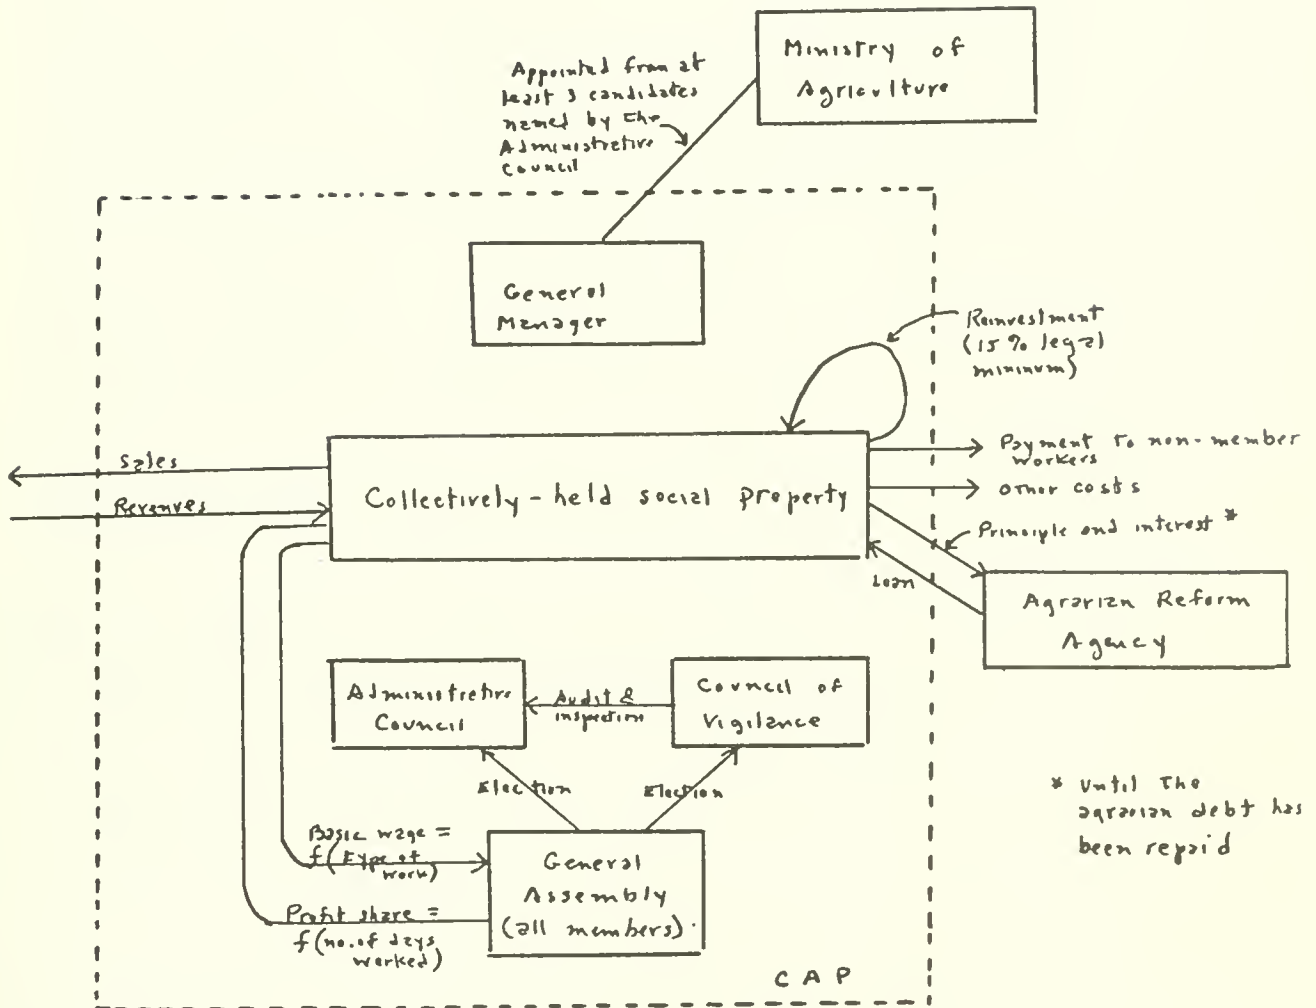 Ministry of
Agriculture
Appointed from at
least 3 candidates
named by the
Administrative
Council
General
Manager
Reinvestment
(15% legal
mininum)
Sales
Revenues
Collectively-held social property
Payment to non-member
workers
other costs
Principle and interest *
Loan
Agrarian Reform
Agency
Administrative
Council
Audit &
inspection
Council of
Vigilance
Election
Election
* Until the
agrarian debt has
been repaid
Basic wage =
f(type of
work)
General
Assembly
(all members)
Profit share =
f(no. of days
worked)
CAP